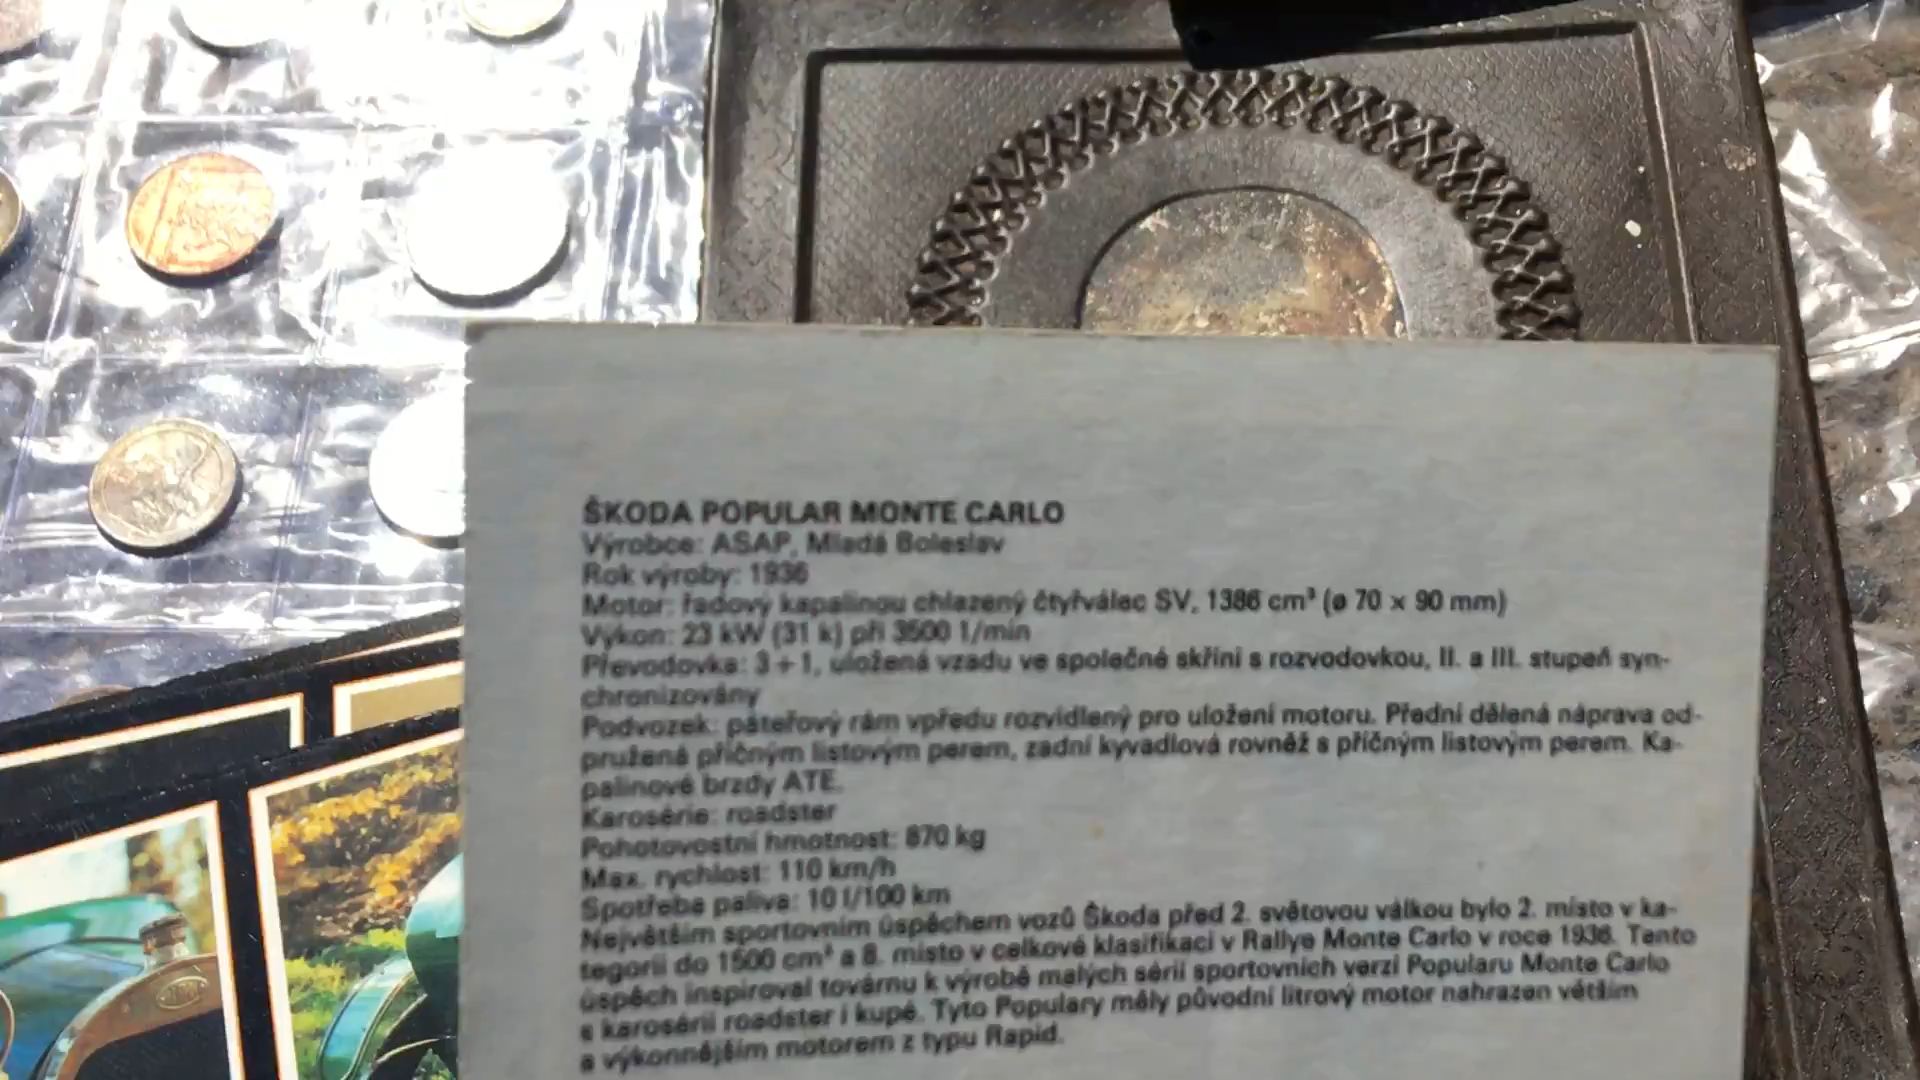 ŠKODA POPULAR MONTE CARLO
Výrobce: ASAP, Mladá Boleslav
Rok výroby: 1936
Motor: řadový kapalinou chlazený čtyřválec SV, 1386 cm³ (ø 70 x 90 mm)
Výkon: 23 kW (31 k) při 3500 1/min
Převodovka: 3+1, uložená vzadu ve společné skříni s rozvodovkou, II. a III. stupeň syn-
chronizovány
Podvozek: páteřový rám vpředu rozvidlený pro uložení motoru. Přední dělená náprava od-
pružená příčným listovým perem, zadní kyvadlová rovněž s příčným listovým perem. Ka-
palinové brzdy ATE.
Karosérie: roadster
Pohotovostní hmotnost: 870 kg
Max. rychlost: 110 km/h
Spotřeba paliva: 10 l/100 km
Největším sportovním úspěchem vozů Škoda před 2. světovou válkou bylo 2. místo v ka-
tegorii do 1500 cm³ a 8. místo v celkové klasifikaci v Rallye Monte Carlo v roce 1936. Tento
úspěch inspiroval továrnu k výrobě malých sérií sportovních verzí Popularu Monte Carlo
s karosérií roadster i kupé. Tyto Populary měly původní litrový motor nahrazen větším
a výkonnějším motorem z typu Rapid.